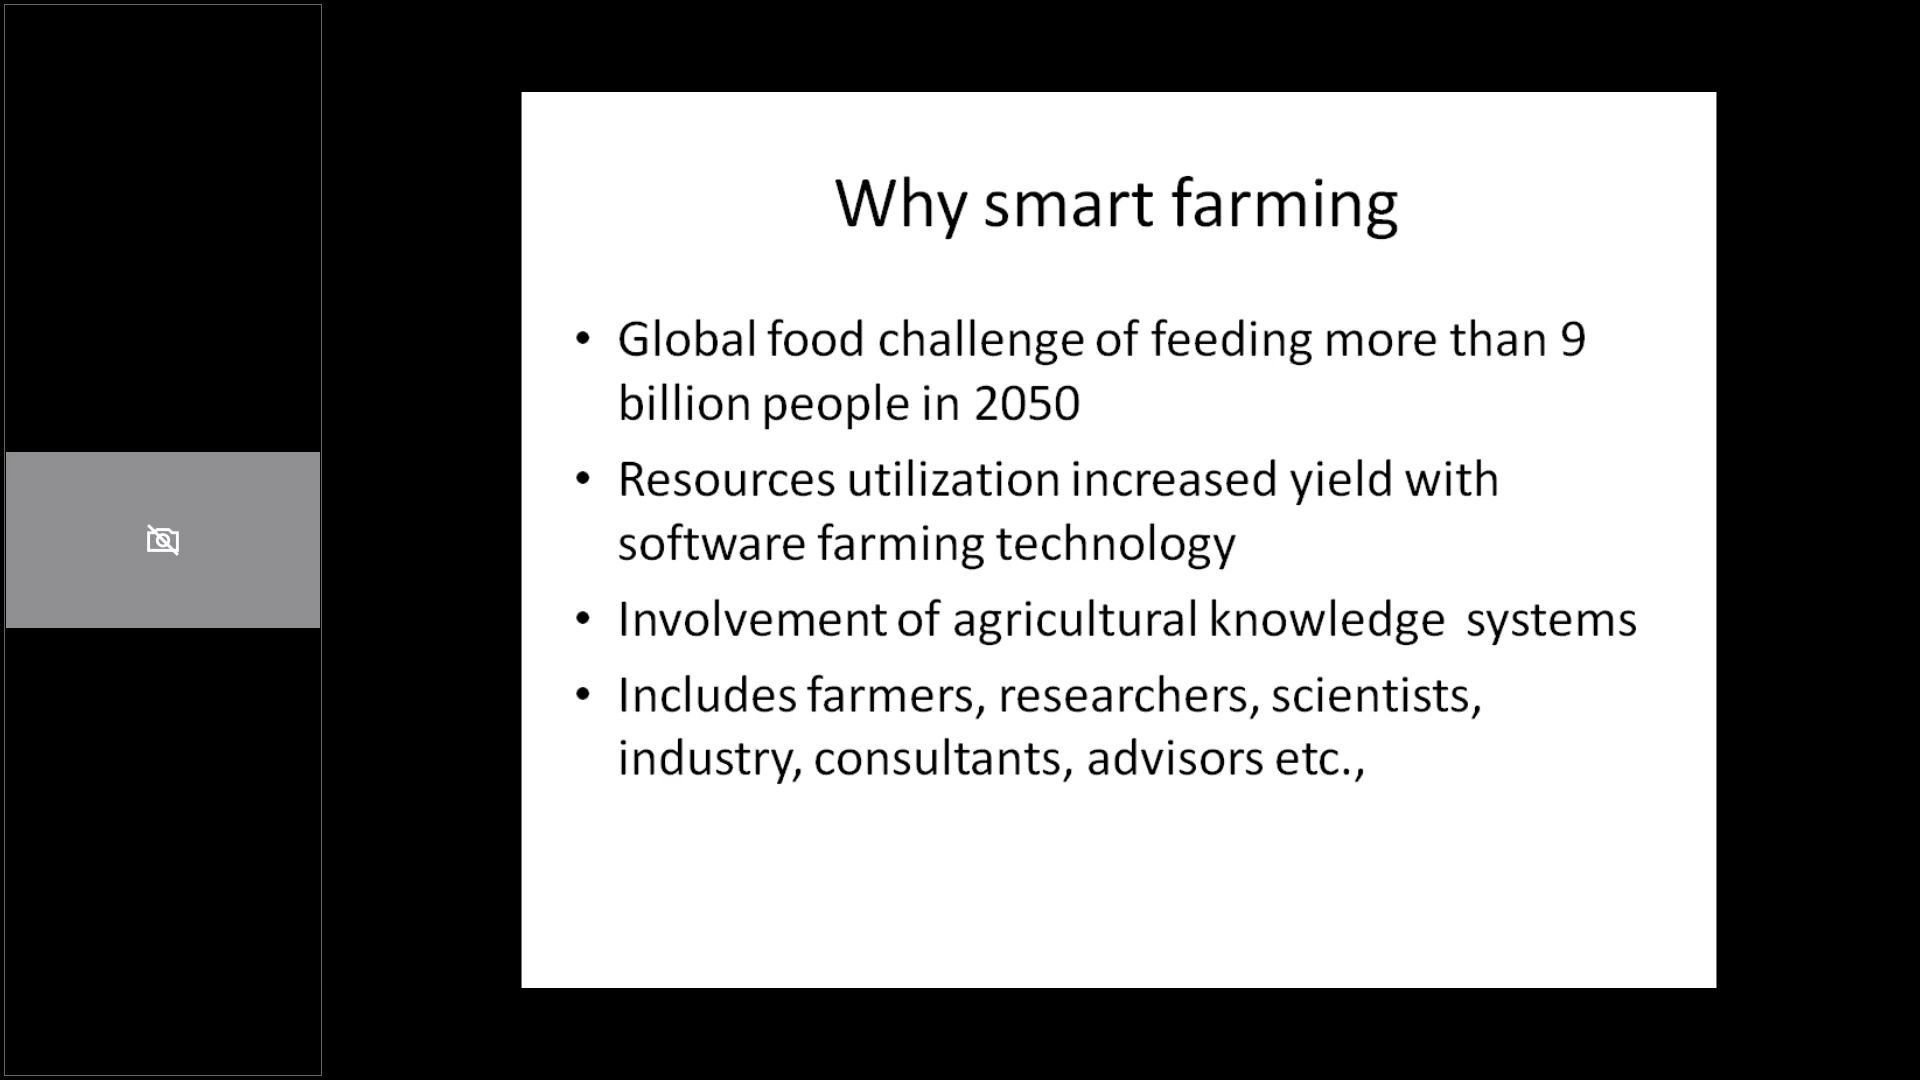 Why smart farming
• Global food challenge of feeding more than 9
billion people in 2050
• Resources utilization increased yield with
software farming technology
• Involvement of agricultural knowledge  systems
• Includes farmers, researchers, scientists,
industry, consultants, advisors etc.,